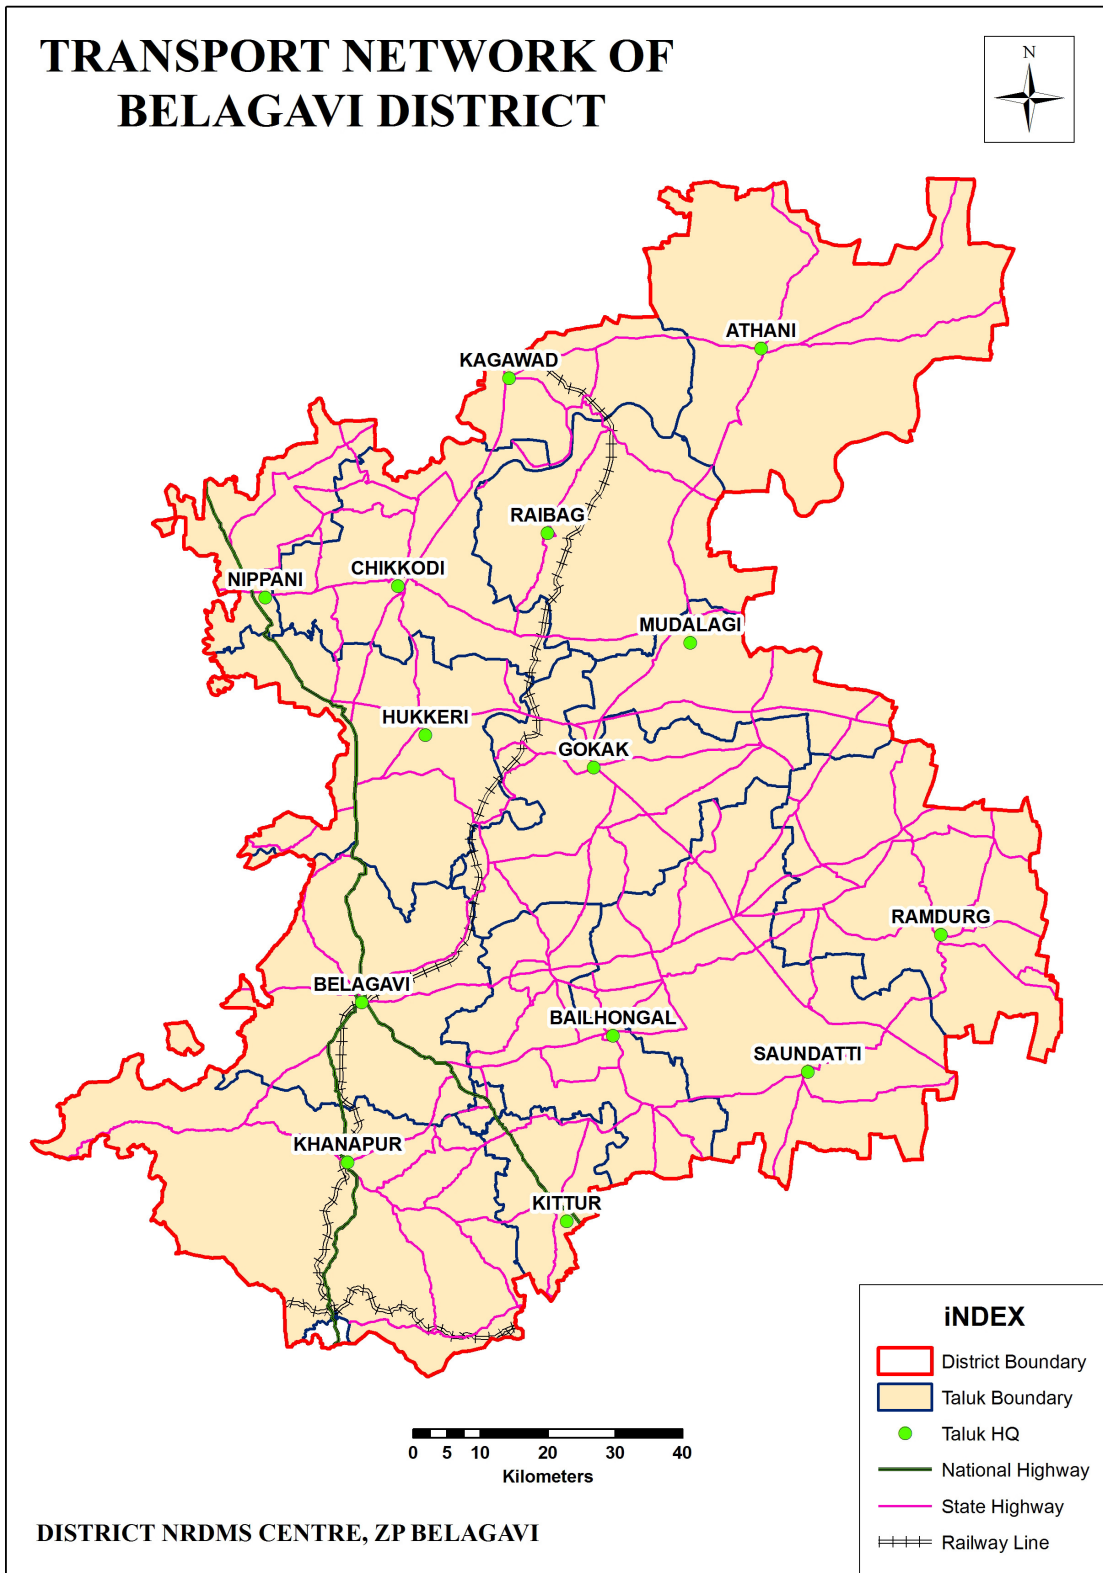 TRANSPORT NETWORK OF
BELAGAVI DISTRICT
N
ATHANI
KAGAWAD
RAIBAG
CHIKKODI
NIPPANI
MUDALAGI
HUKKERI
GOKAK
RAMDURG
BELAGAVI
BAILHONGAL
SAUNDATTI
KHANAPUR
KITTUR
iNDEX
District Boundary
Taluk Boundary
Taluk HQ
National Highway
State Highway
Railway Line
0 5 10 20 30 40
Kilometers
DISTRICT NRDMS CENTRE, ZP BELAGAVI